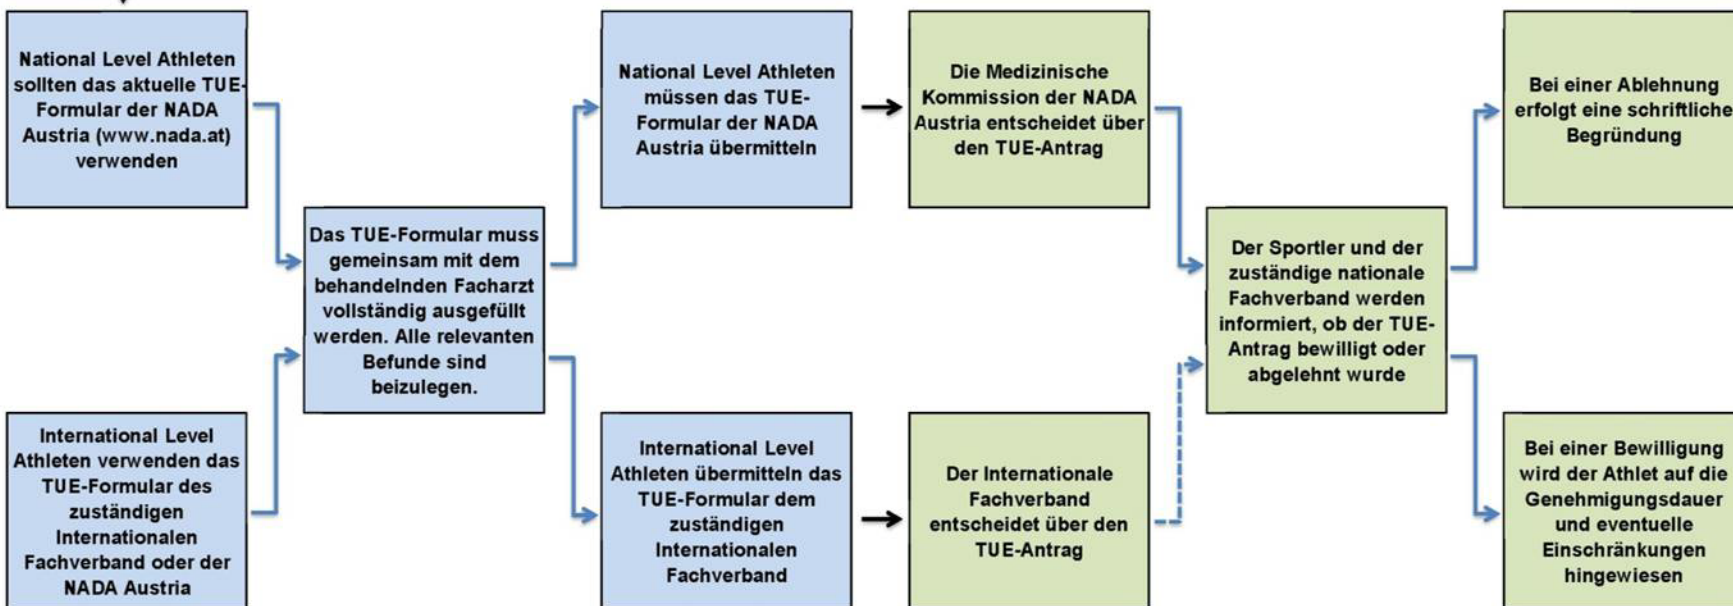 National Level Athleten
sollten das aktuelle TUE-
Formular der NADA
Austria (www.nada.at)
verwenden
International Level
Athleten verwenden das
TUE-Formular des
zuständigen
Internationalen
Fachverband oder der
NADA Austria
Das TUE-Formular muss
gemeinsam mit dem
behandelnden Facharzt
vollständig ausgefüllt
werden. Alle relevanten
Befunde sind
beizulegen.
National Level Athleten
müssen das TUE-
Formular der NADA
Austria übermitteln
International Level
Athleten übermitteln das
TUE-Formular dem
zuständigen
Internationalen
Fachverband
Die Medizinische
Kommission der NADA
Austria entscheidet über
den TUE-Antrag
Der Internationale
Fachverband
entscheidet über den
TUE-Antrag
Der Sportler und der
zuständige nationale
Fachverband werden
informiert, ob der TUE-
Antrag bewilligt oder
abgelehnt wurde
Bei einer Ablehnung
erfolgt eine schriftliche
Begründung
Bei einer Bewilligung
wird der Athlet auf die
Genehmigungsdauer
und eventuelle
Einschränkungen
hingewiesen